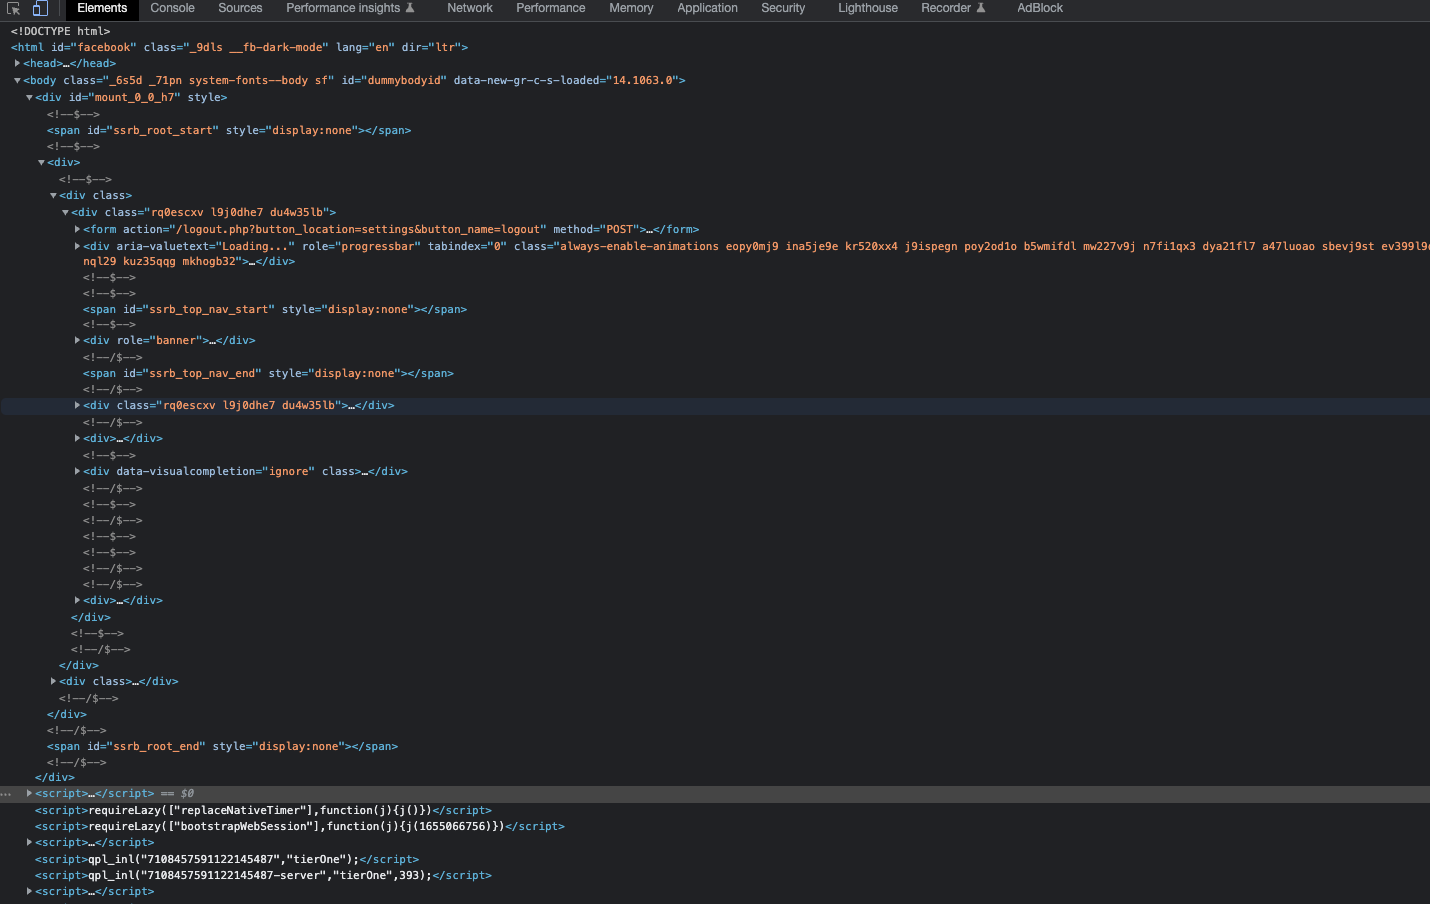 Elements Console Sources Performance insights Network Performance Memory Application Security Lighthouse Recorder AdBlock
<!DOCTYPE html>
<html id="facebook" class="_9dls __fb-dark-mode" lang="en" dir="ltr">
<head>…</head>
<body class="_6s5d _71pn system-fonts--body sf" id="dummybodyid" data-new-gr-c-s-loaded="14.1063.0">
<div id="mount_0_0_h7" style>
<!--$-->
<span id="ssrb_root_start" style="display:none"></span>
<!--$-->
<div>
<!--$-->
<div class>
<div class="rq0escxv l9j0dhe7 du4w35lb">
<form action="/logout.php?button_location=settings&button_name=logout" method="POST">…</form>
<div aria-valuetext="Loading..." role="progressbar" tabindex="0" class="always-enable-animations eopy0mj9 ina5je9e kr520xx4 j9ispegn poy2od1o b5wmifdl mw227v9j n7fi1qx3 dya21fl7 a47luoao sbevj9st ev399l9o
nql29 kuz35qqg mkhogb32">…</div>
<!--$-->
<!--$-->
<span id="ssrb_top_nav_start" style="display:none"></span>
<!--$-->
<div role="banner">…</div>
<!--/$-->
<span id="ssrb_top_nav_end" style="display:none"></span>
<!--/$-->
<div class="rq0escxv l9j0dhe7 du4w35lb">…</div>
<!--/$-->
<div>…</div>
<!--$-->
<div data-visualcompletion="ignore" class>…</div>
<!--/$-->
<!--$-->
<!--/$-->
<!--$-->
<!--$-->
<!--/$-->
<!--/$-->
<div>…</div>
</div>
<!--$-->
<!--/$-->
</div>
<div class>…</div>
<!--/$-->
</div>
<!--/$-->
<span id="ssrb_root_end" style="display:none"></span>
<!--/$-->
</div>
… <script>…</script> == $0
<script>requireLazy(["replaceNativeTimer"],function(j){j()})</script>
<script>requireLazy(["bootstrapWebSession"],function(j){j(1655066756)})</script>
<script>…</script>
<script>qpl_inl("7108457591122145487","tierOne");</script>
<script>qpl_inl("7108457591122145487-server","tierOne",393);</script>
<script>…</script>